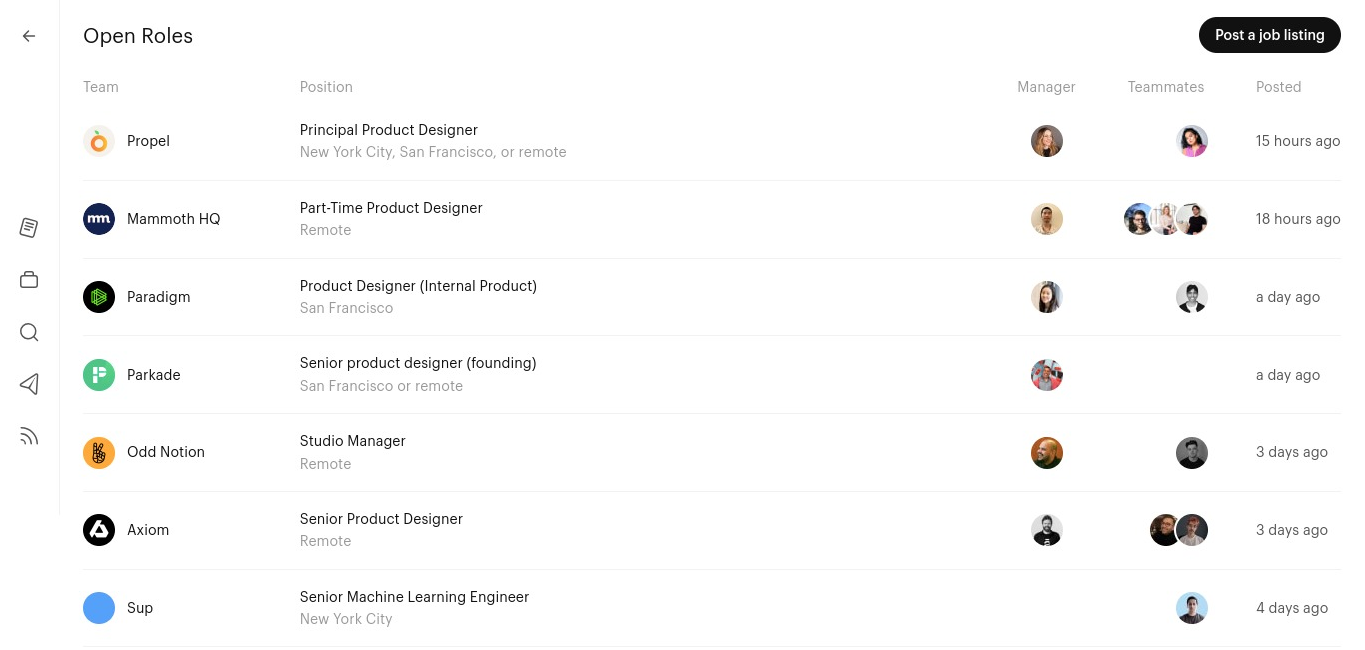 Open Roles
Post a job listing
Team Position Manager Teammates Posted
Propel
Principal Product Designer
New York City, San Francisco, or remote
15 hours ago
mm
Mammoth HQ
Part-Time Product Designer
Remote
18 hours ago
Paradigm
Product Designer (Internal Product)
San Francisco
a day ago
Parkade
Senior product designer (founding)
San Francisco or remote
a day ago
Odd Notion
Studio Manager
Remote
3 days ago
Axiom
Senior Product Designer
Remote
3 days ago
Sup
Senior Machine Learning Engineer
New York City
4 days ago